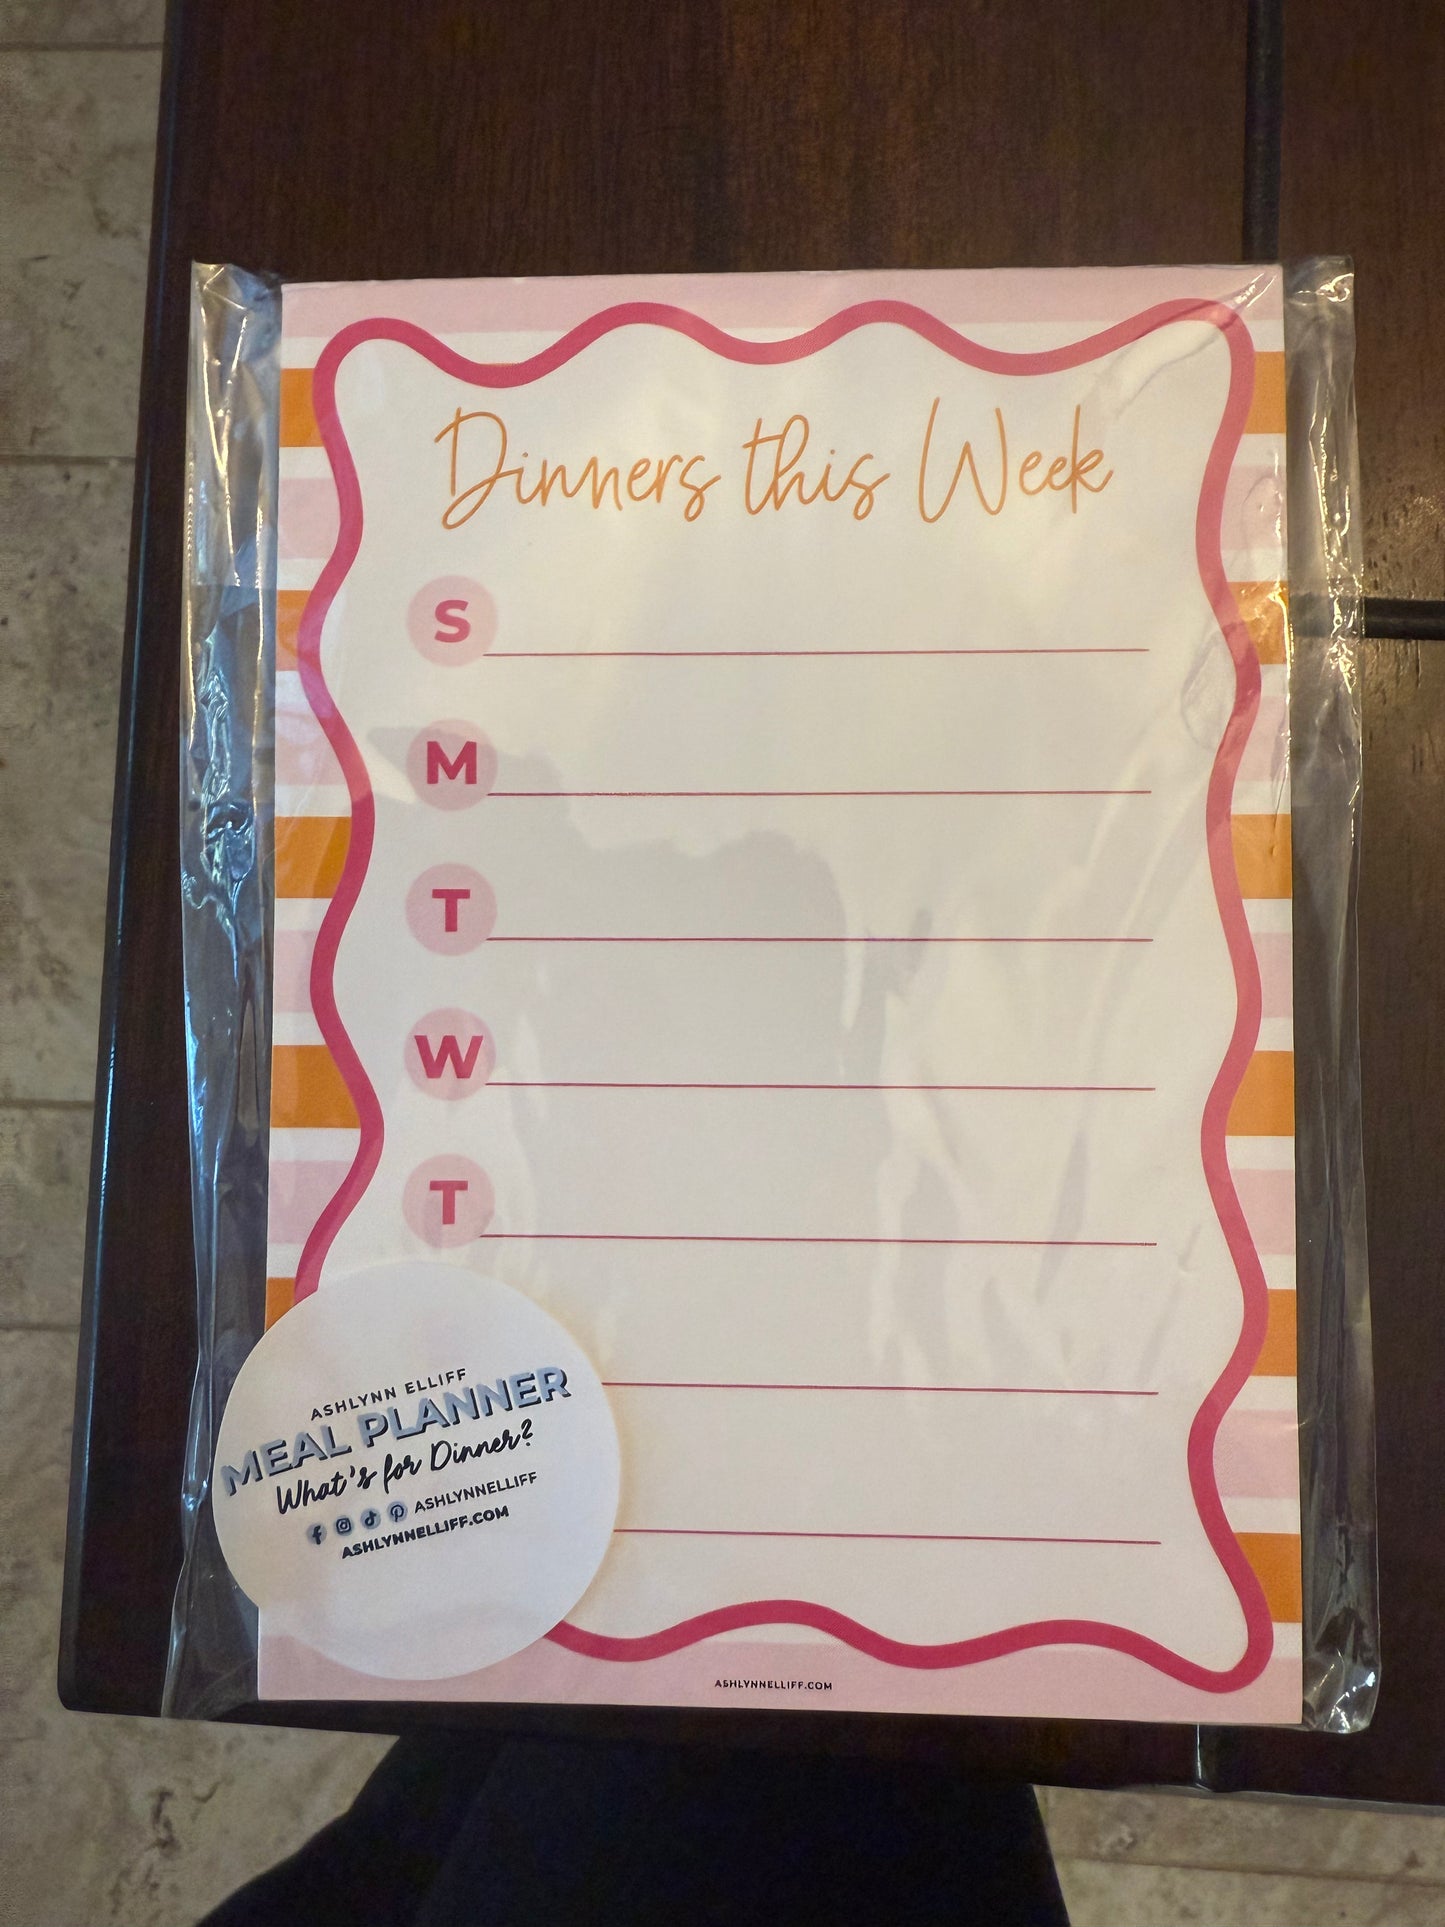 Dinners this Week
S
M
T
W
T
ASHLYNN ELLIFF
MEAL PLANNER
What's for Dinner?
ASHLYNNELLIFF
ASHLYNNELLIFF.COM
ASHLYNNELLIFF.COM